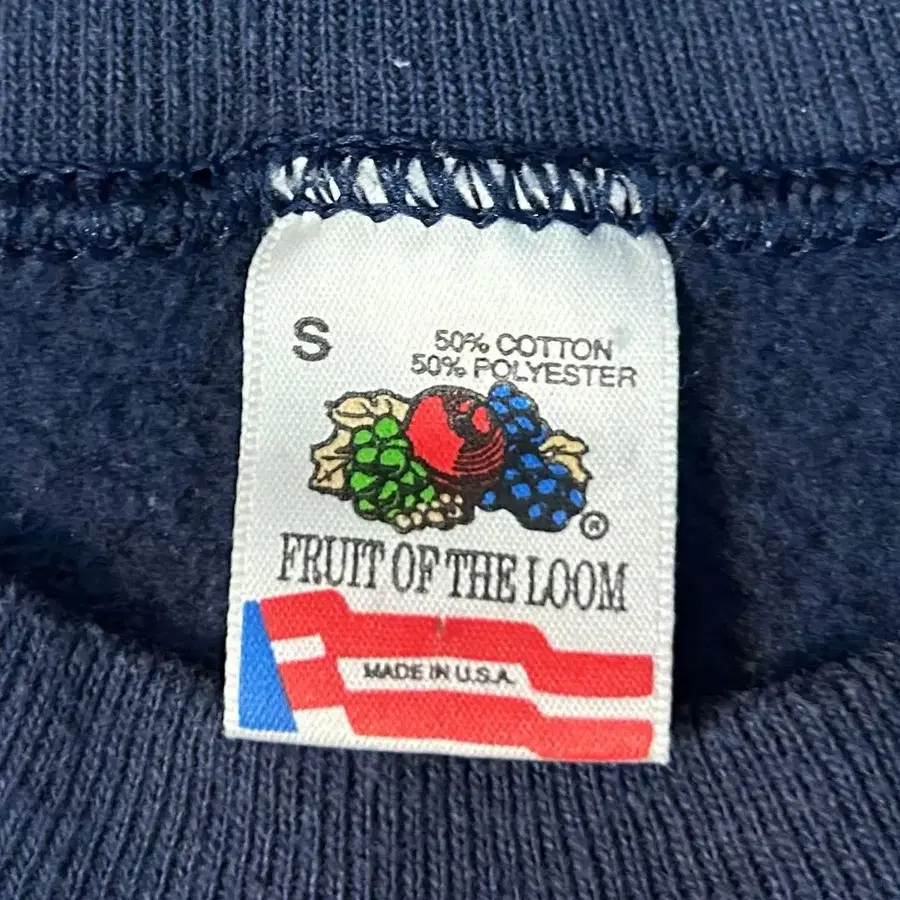 S
50% COTTON
50% POLYESTER
®
FRUIT OF THE LOOM
MADE IN U.S.A.